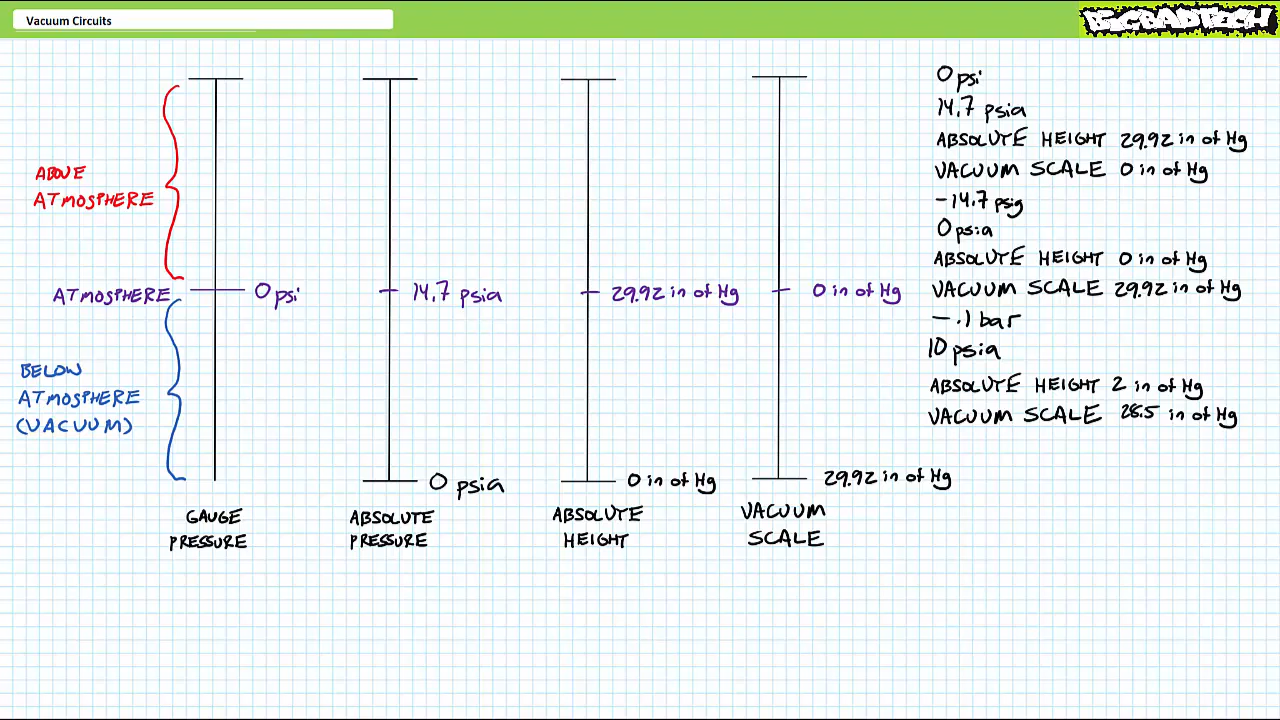 Vacuum Circuits
BIGBADTECH
ABOVE
ATMOSPHERE
ATMOSPHERE
BELOW
ATMOSPHERE
(VACUUM)
0 psi
14.7 psia
29.92 in of Hg
0 in of Hg
0 psia
0 in of Hg
29.92 in of Hg
GAUGE
PRESSURE
ABSOLUTE
PRESSURE
ABSOLUTE
HEIGHT
VACUUM
SCALE
0 psi
14.7 psia
ABSOLUTE HEIGHT 29.92 in of Hg
VACUUM SCALE 0 in of Hg
-14.7 psig
0 psia
ABSOLUTE HEIGHT 0 in of Hg
VACUUM SCALE 29.92 in of Hg
-.1 bar
10 psia
ABSOLUTE HEIGHT 2 in of Hg
VACUUM SCALE 28.5 in of Hg